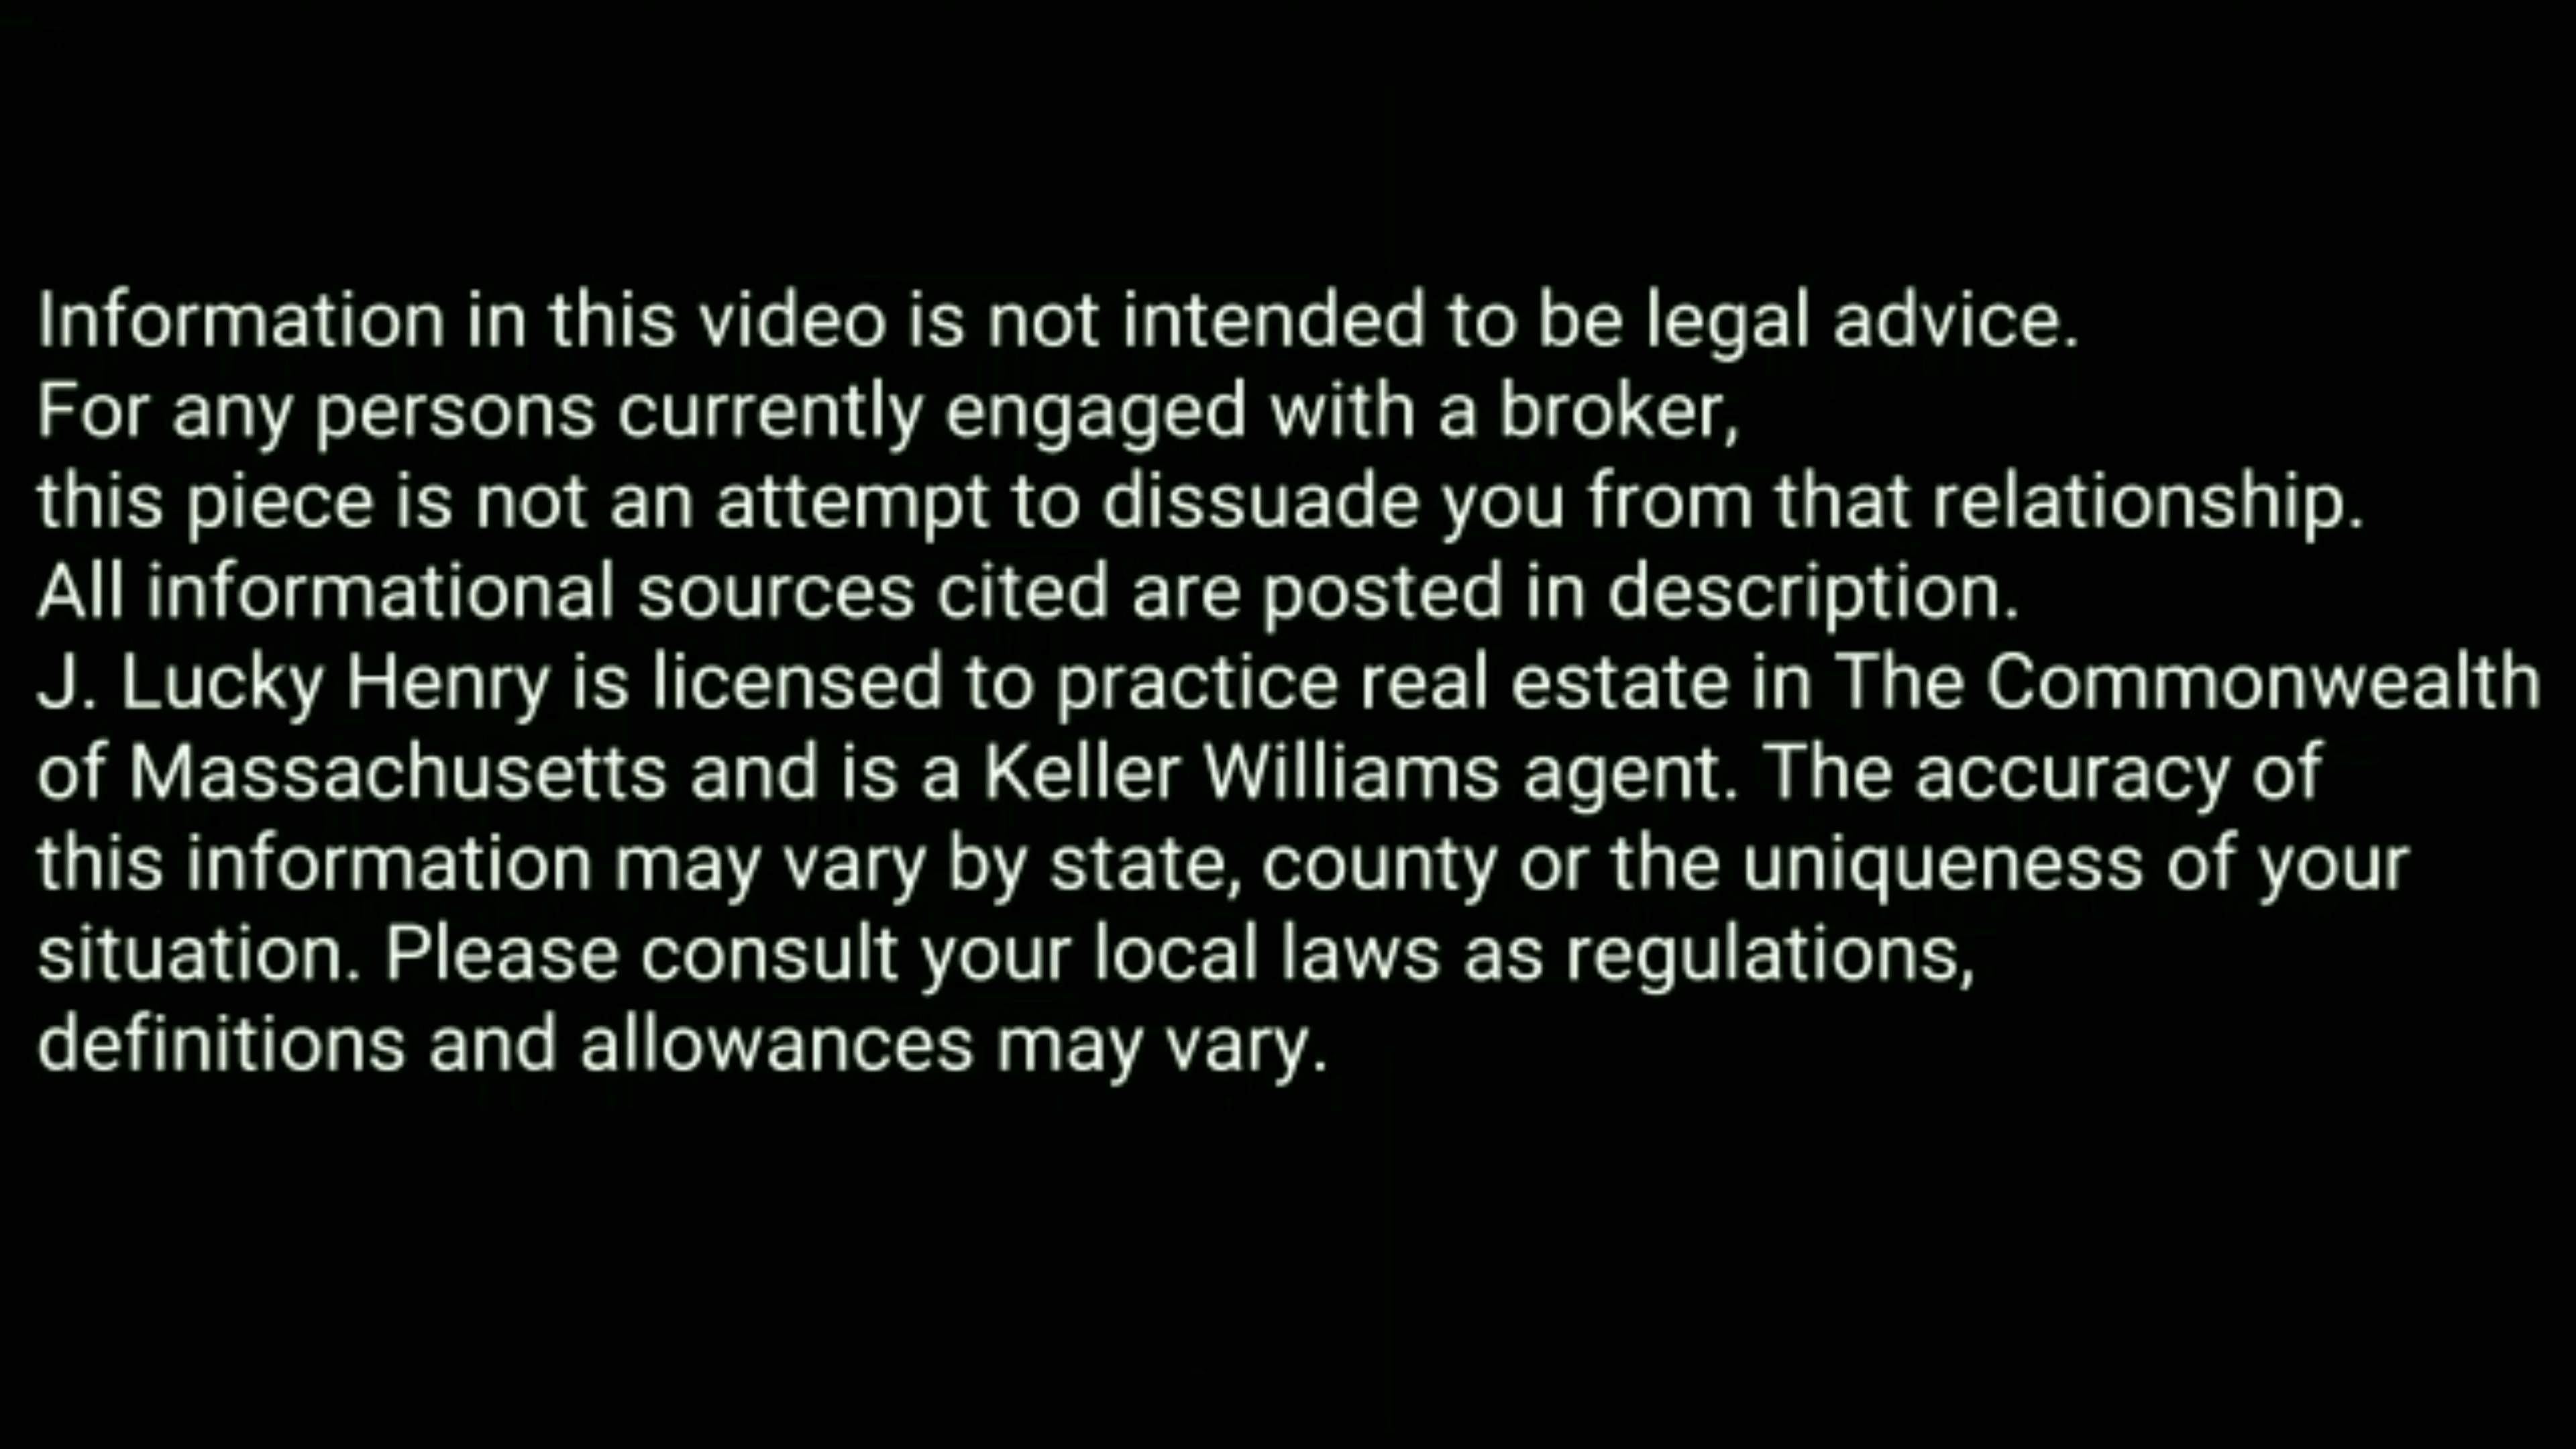 Information in this video is not intended to be legal advice.
For any persons currently engaged with a broker,
this piece is not an attempt to dissuade you from that relationship.
All informational sources cited are posted in description.
J. Lucky Henry is licensed to practice real estate in The Commonwealth
of Massachusetts and is a Keller Williams agent. The accuracy of
this information may vary by state, county or the uniqueness of your
situation. Please consult your local laws as regulations,
definitions and allowances may vary.